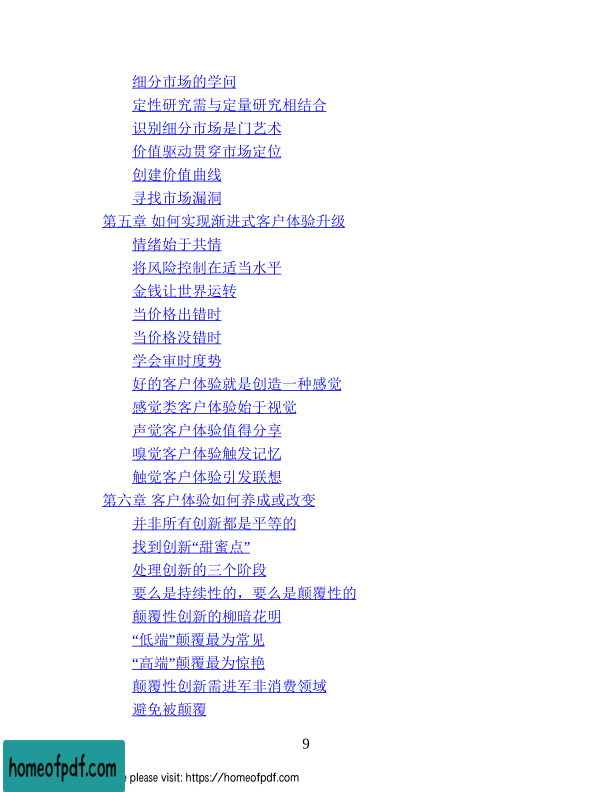 细分市场的学问
定性研究需与定量研究相结合
识别细分市场是门艺术
价值驱动贯穿市场定位
创建价值曲线
寻找市场漏洞
第五章 如何实现渐进式客户体验升级
情绪始于共情
将风险控制在适当水平
金钱让世界运转
当价格出错时
当价格没错时
学会审时度势
好的客户体验就是创造一种感觉
感觉类客户体验始于视觉
声觉客户体验值得分享
嗅觉客户体验触发记忆
触觉客户体验引发联想
第六章 客户体验如何养成或改变
并非所有创新都是平等的
找到创新“甜蜜点”
处理创新的三个阶段
要么是持续性的，要么是颠覆性的
颠覆性创新的柳暗花明
“低端”颠覆最为常见
“高端”颠覆最为惊艳
颠覆性创新需进军非消费领域
避免被颠覆
9
homeofpdf.com
please visit: https://homeofpdf.com